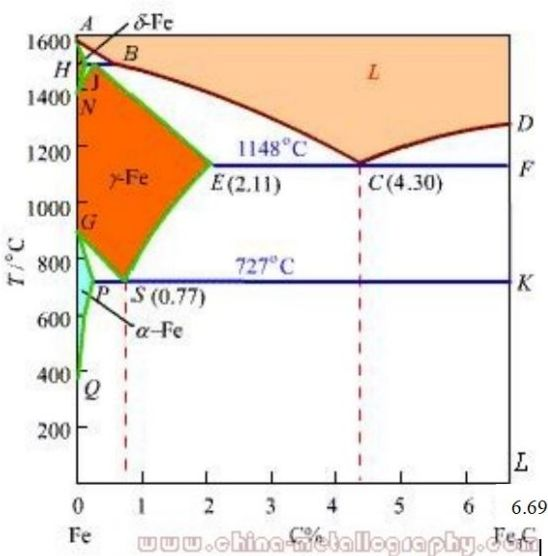 A δ-Fe
1600
H B
J L
1400 N
D
1200 1148°C
γ-Fe E(2.11) C(4.30) F
1000
G
T/°C
800 727°C
P S(0.77) K
600
α-Fe
400
Q
200
L
0 1 2 3 4 5 6 6.69
Fe C% Fe₃C
www.china-metallography.com